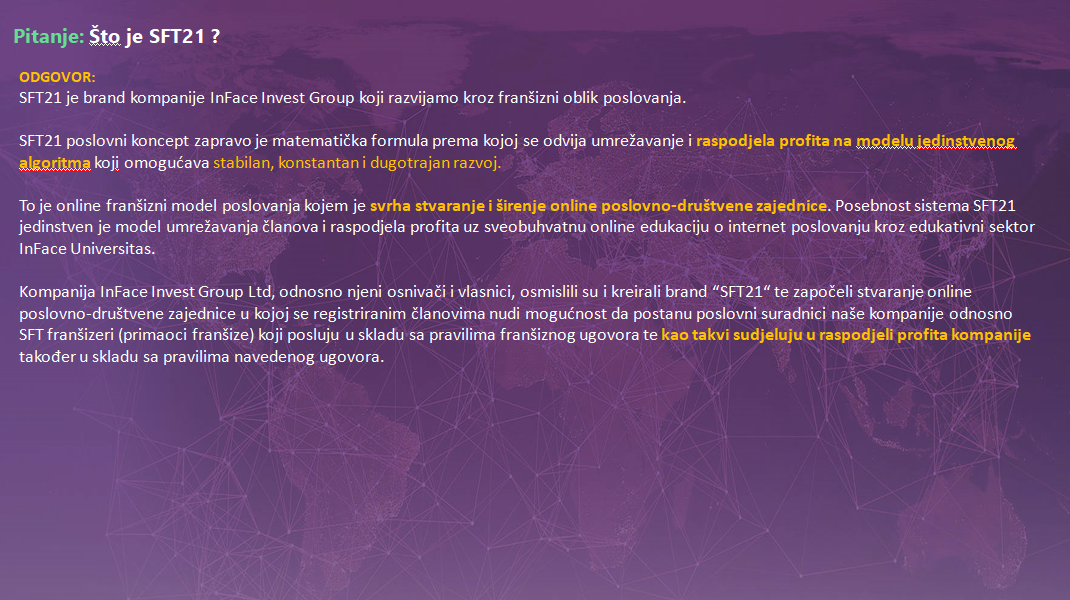 Pitanje: Što je SFT21 ?
ODGOVOR:
SFT21 je brand kompanije InFace Invest Group koji razvijamo kroz franšizni oblik poslovanja.
SFT21 poslovni koncept zapravo je matematička formula prema kojoj se odvija umrežavanje i raspodjela profita na modelu jedinstvenog
algoritma koji omogućava stabilan, konstantan i dugotrajan razvoj.
To je online franšizni model poslovanja kojem je svrha stvaranje i širenje online poslovno-društvene zajednice. Posebnost sistema SFT21
jedinstven je model umrežavanja članova i raspodjela profita uz sveobuhvatnu online edukaciju o internet poslovanju kroz edukativni sektor
InFace Universitas.
Kompanija InFace Invest Group Ltd, odnosno njeni osnivači i vlasnici, osmislili su i kreirali brand “SFT21“ te započeli stvaranje online
poslovno-društvene zajednice u kojoj se registriranim članovima nudi mogućnost da postanu poslovni suradnici naše kompanije odnosno
SFT franšizeri (primaoci franšize) koji posluju u skladu sa pravilima franšiznog ugovora te kao takvi sudjeluju u raspodjeli profita kompanije
također u skladu sa pravilima navedenog ugovora.